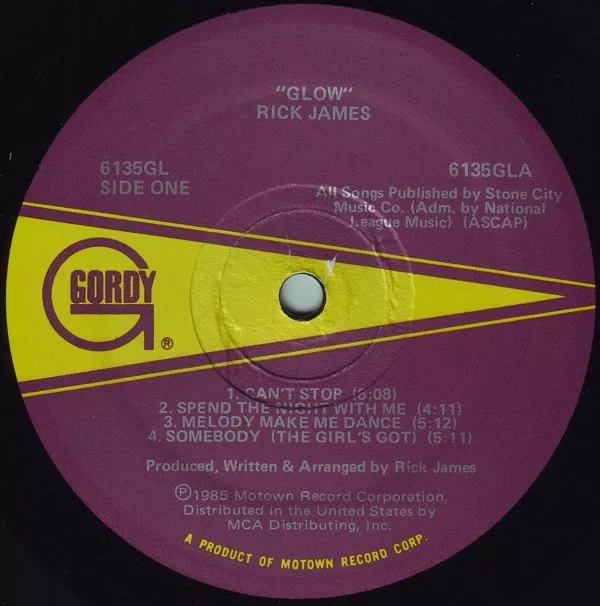 "GLOW"
RICK JAMES
6135GL
SIDE ONE
6135GLA
All Songs Published by Stone City
Music Co. (Adm. by National
League Music) (ASCAP)
GORDY
G®
1. CAN'T STOP (6:08)
2. SPEND THE NIGHT WITH ME (4:11)
3. MELODY MAKE ME DANCE (5:12)
4. SOMEBODY (THE GIRL'S GOT) (5:11)
Produced, Written & Arranged by Rick James
℗1985 Motown Record Corporation.
Distributed in the United States by
MCA Distributing, Inc.
A PRODUCT OF MOTOWN RECORD CORP.